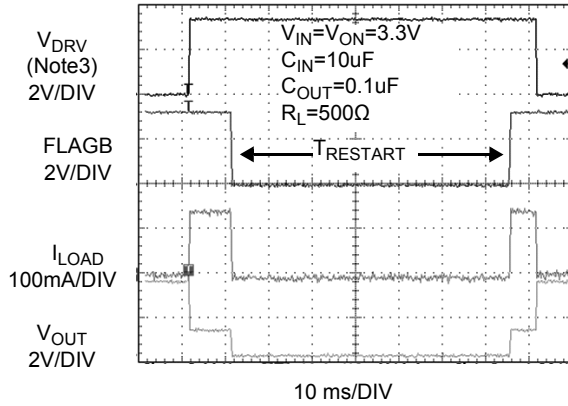 V_DRV
(Note3)
2V/DIV
V_IN=V_ON=3.3V
C_IN=10uF
C_OUT=0.1uF
R_L=500Ω
T
T
FLAGB
2V/DIV
T_RESTART
I_LOAD
100mA/DIV
V_OUT
2V/DIV
10 ms/DIV